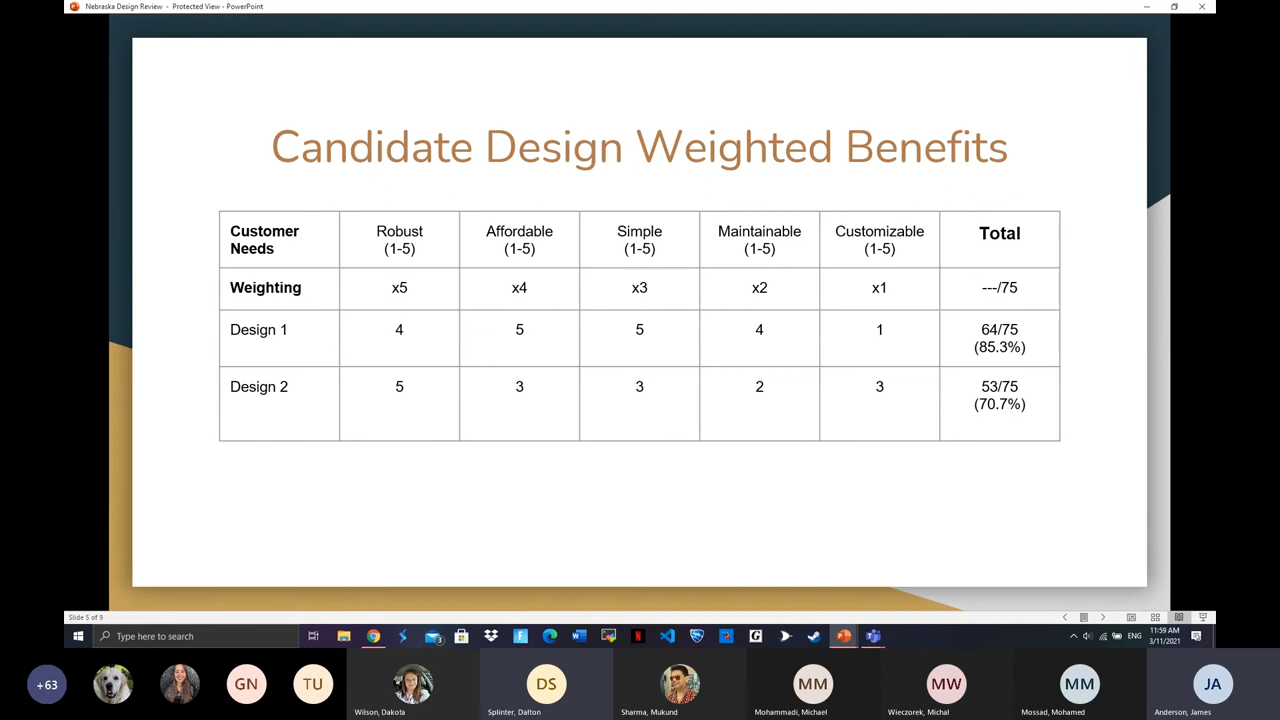 Nebraska Design Review - Protected View - PowerPoint
Candidate Design Weighted Benefits
Customer Needs Robust (1-5) Affordable (1-5) Simple (1-5) Maintainable (1-5) Customizable (1-5) Total
Weighting x5 x4 x3 x2 x1 ---/75
Design 1 4 5 5 4 1 64/75 (85.3%)
Design 2 5 3 3 2 3 53/75 (70.7%)
Slide 5 of 9
Type here to search
ENG
11:59 AM
3/11/2021
+63
GN
TU
Wilson, Dakota
DS
Splinter, Dalton
Sharma, Mukund
MM
Mohammadi, Michael
MW
Wieczorek, Michal
MM
Mossad, Mohamed
JA
Anderson, James